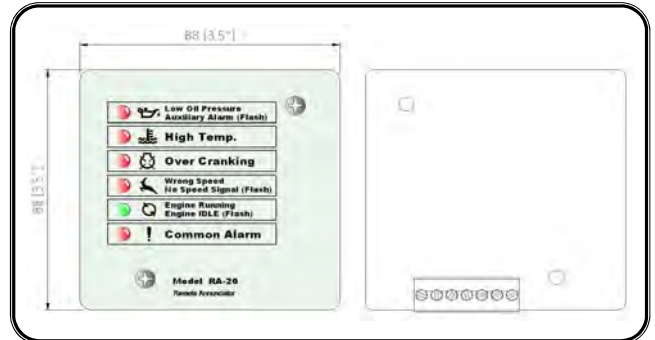 88 [3.5"]
88 [3.5"]
Low Oil Pressure
Auxiliary Alarm (Flash)
High Temp.
Over Cranking
Wrong Speed
No Speed Signal (Flash)
Engine Running
Engine IDLE (Flash)
! Common Alarm
Model RA-26
Remote Annunciator